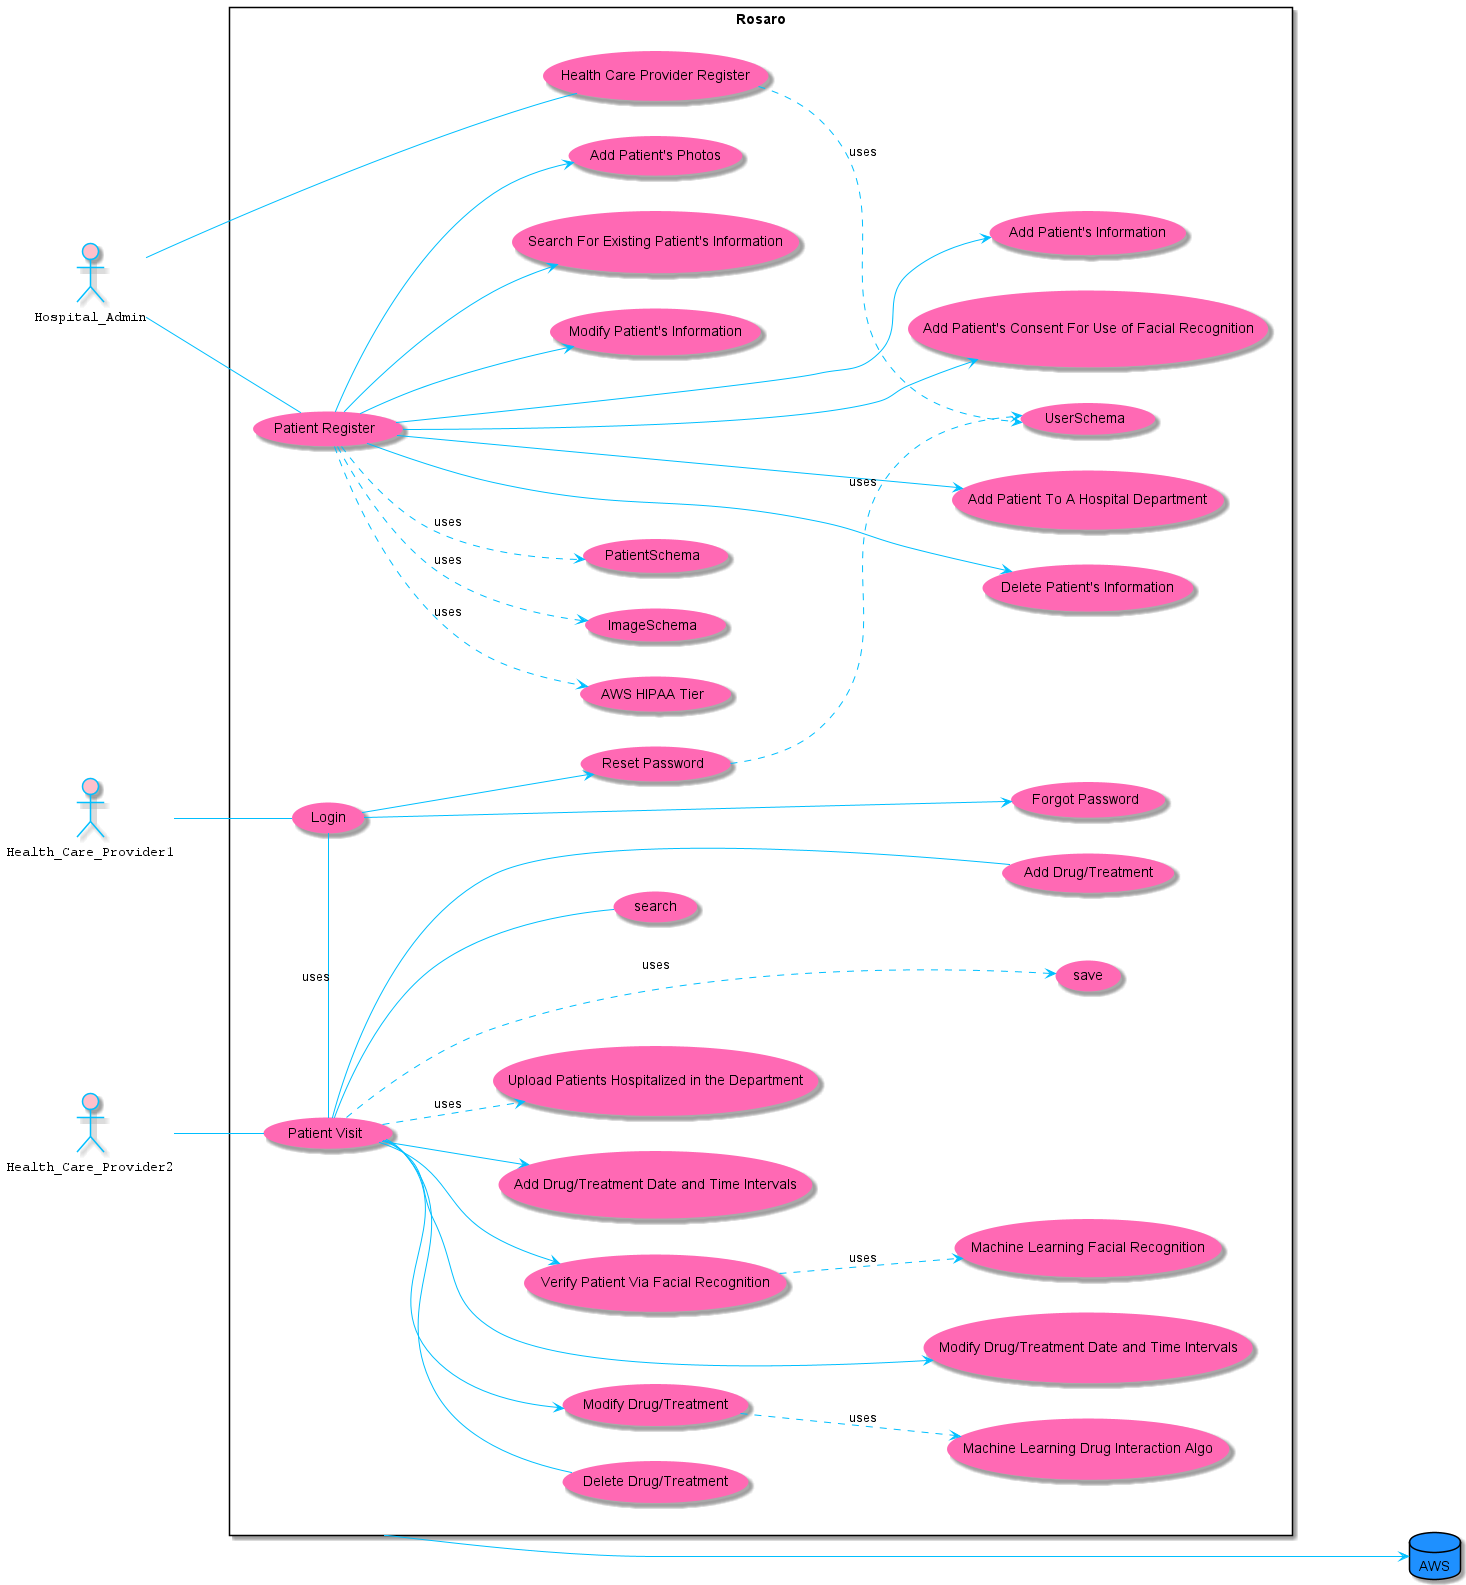 Rosaro
Health Care Provider Register
uses
Add Patient's Photos
Add Patient's Information
Search For Existing Patient's Information
Hospital_Admin
Modify Patient's Information
Add Patient's Consent For Use of Facial Recognition
Patient Register
UserSchema
uses
Add Patient To A Hospital Department
uses
PatientSchema
uses
Delete Patient's Information
uses
ImageSchema
AWS HIPAA Tier
Reset Password
Forgot Password
Login
Health_Care_Provider1
Add Drug/Treatment
search
uses
uses
save
Upload Patients Hospitalized in the Department
uses
Patient Visit
Health_Care_Provider2
Add Drug/Treatment Date and Time Intervals
Machine Learning Facial Recognition
uses
Verify Patient Via Facial Recognition
Modify Drug/Treatment Date and Time Intervals
Modify Drug/Treatment
uses
Machine Learning Drug Interaction Algo
Delete Drug/Treatment
AWS